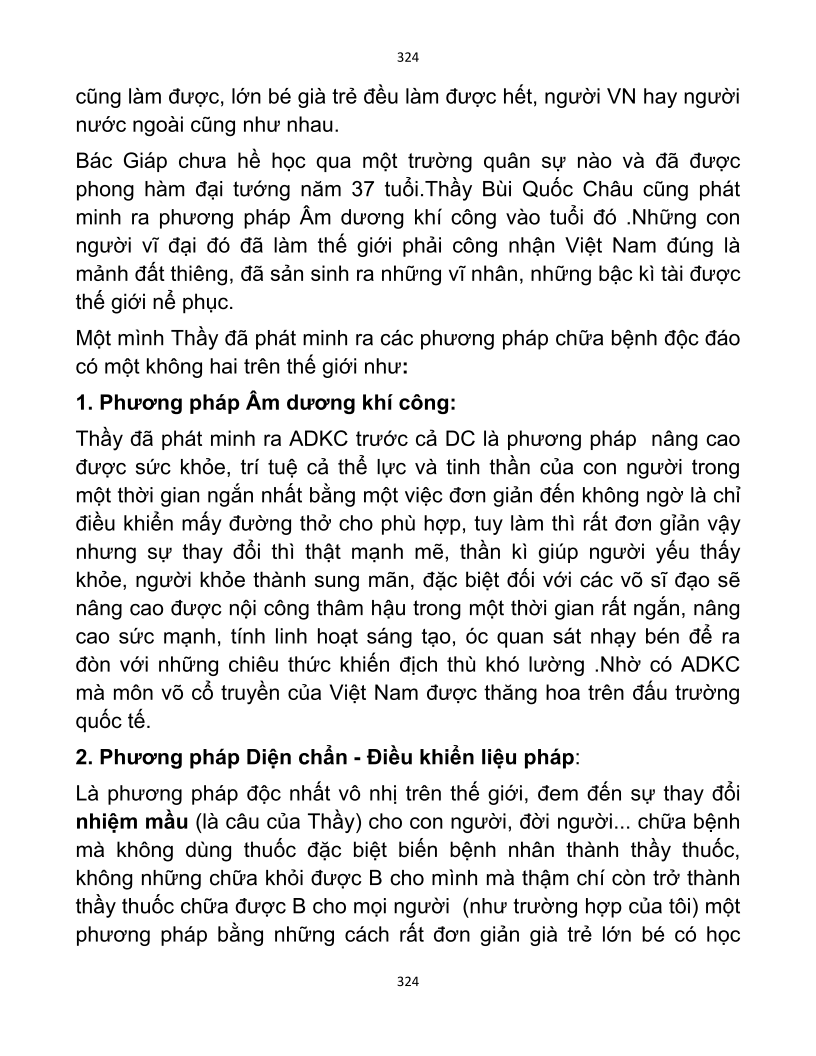 324
cũng làm được, lớn bé già trẻ đều làm được hết, người VN hay người
nước ngoài cũng như nhau.
Bác Giáp chưa hề học qua một trường quân sự nào và đã được
phong hàm đại tướng năm 37 tuổi.Thầy Bùi Quốc Châu cũng phát
minh ra phương pháp Âm dương khí công vào tuổi đó .Những con
người vĩ đại đó đã làm thế giới phải công nhận Việt Nam đúng là
mảnh đất thiêng, đã sản sinh ra những vĩ nhân, những bậc kì tài được
thế giới nể phục.
Một mình Thầy đã phát minh ra các phương pháp chữa bệnh độc đáo
có một không hai trên thế giới như:
1. Phương pháp Âm dương khí công:
Thầy đã phát minh ra ADKC trước cả DC là phương pháp  nâng cao
được sức khỏe, trí tuệ cả thể lực và tinh thần của con người trong
một thời gian ngắn nhất bằng một việc đơn giản đến không ngờ là chỉ
điều khiển mấy đường thở cho phù hợp, tuy làm thì rất đơn gỉản vậy
nhưng sự thay đổi thì thật mạnh mẽ, thần kì giúp người yếu thấy
khỏe, người khỏe thành sung mãn, đặc biệt đối với các võ sĩ đạo sẽ
nâng cao được nội công thâm hậu trong một thời gian rất ngắn, nâng
cao sức mạnh, tính linh hoạt sáng tạo, óc quan sát nhạy bén để ra
đòn với những chiêu thức khiến địch thù khó lường .Nhờ có ADKC
mà môn võ cổ truyền của Việt Nam được thăng hoa trên đấu trường
quốc tế.
2. Phương pháp Diện chẩn - Điều khiển liệu pháp:
Là phương pháp độc nhất vô nhị trên thế giới, đem đến sự thay đổi
nhiệm mầu (là câu của Thầy) cho con người, đời người... chữa bệnh
mà không dùng thuốc đặc biệt biến bệnh nhân thành thầy thuốc,
không những chữa khỏi được B cho mình mà thậm chí còn trở thành
thầy thuốc chữa được B cho mọi người  (như trường hợp của tôi) một
phương pháp bằng những cách rất đơn giản già trẻ lớn bé có học
324